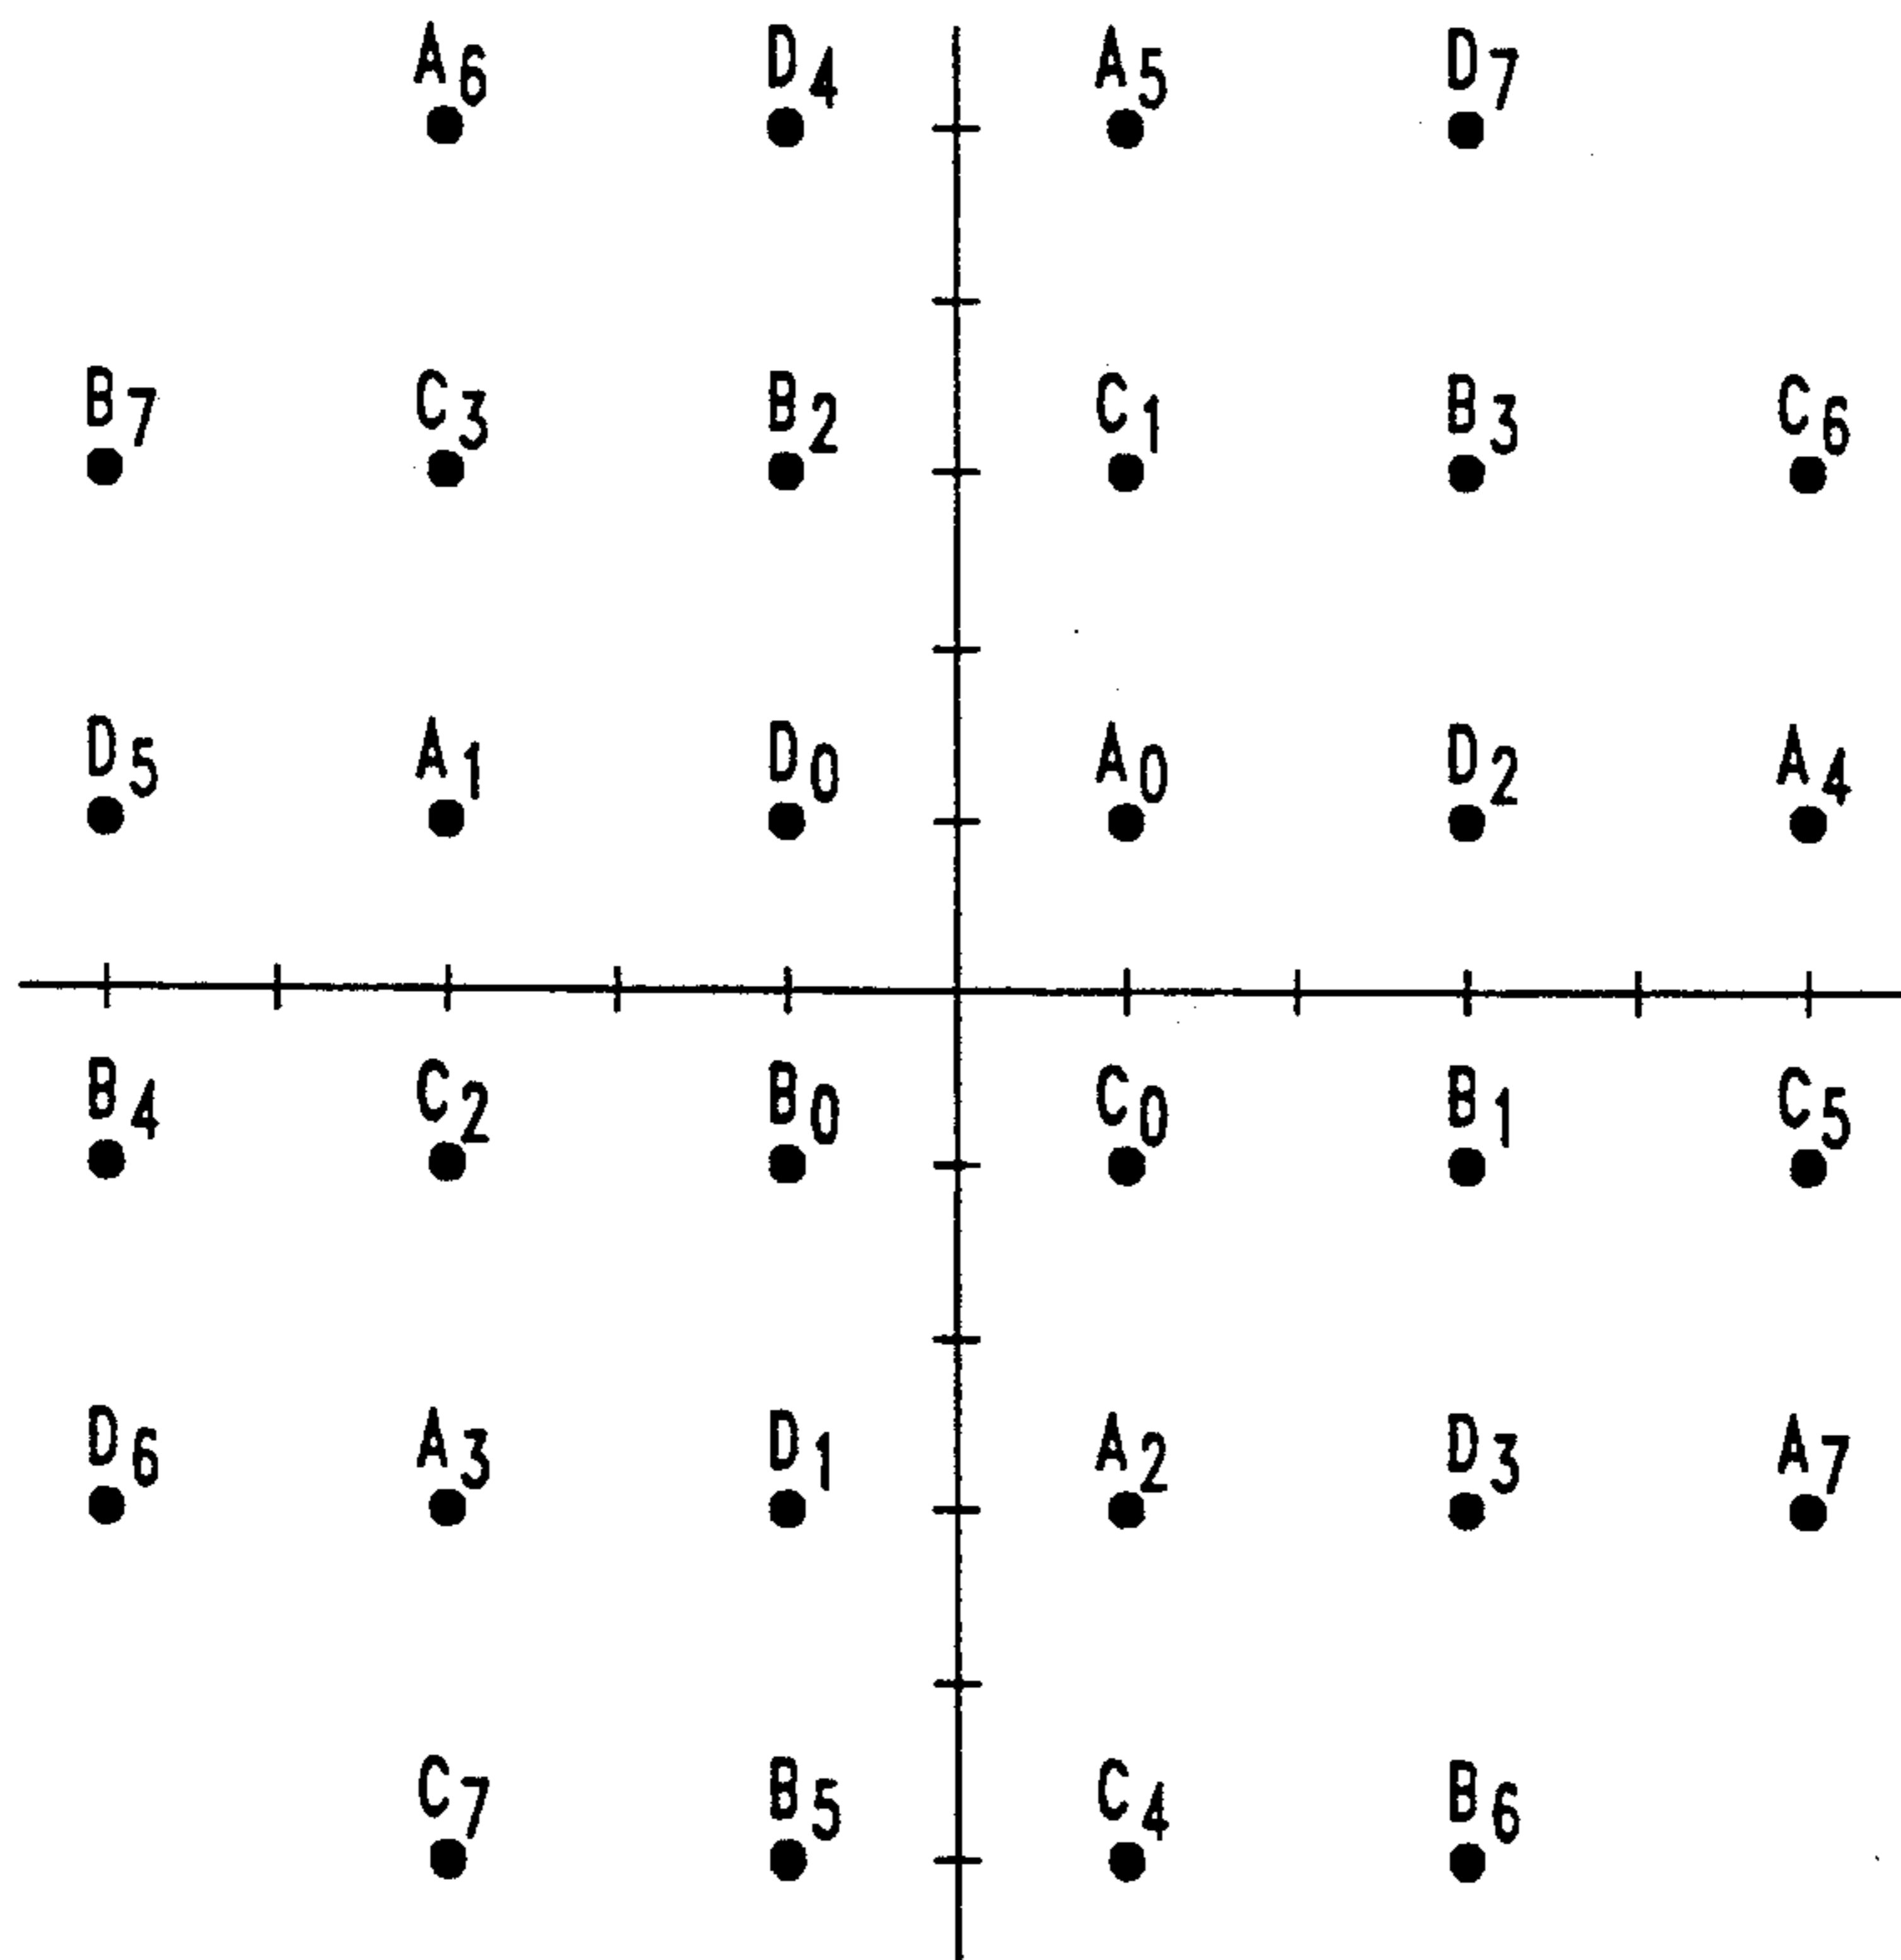 A6 D4 A5 D7
B7 C3 B2 C1 B3 C6
D5 A1 D0 A0 D2 A4
B4 C2 B0 C0 B1 C5
D6 A3 D1 A2 D3 A7
C7 B5 C4 B6